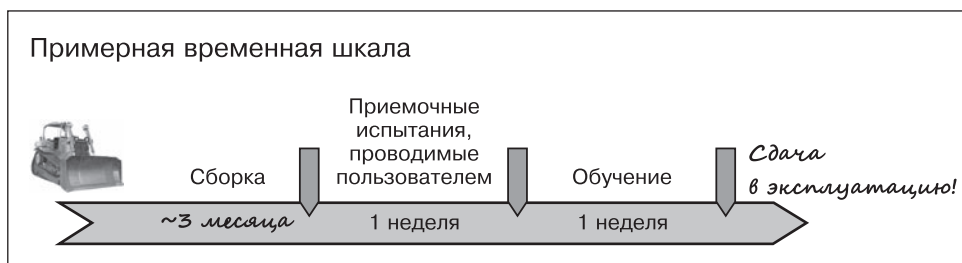 Примерная временная шкала
Приемочные
испытания,
проводимые
пользователем
Сборка
Обучение
Сдача
в эксплуатацию!
~3 месяца
1 неделя
1 неделя